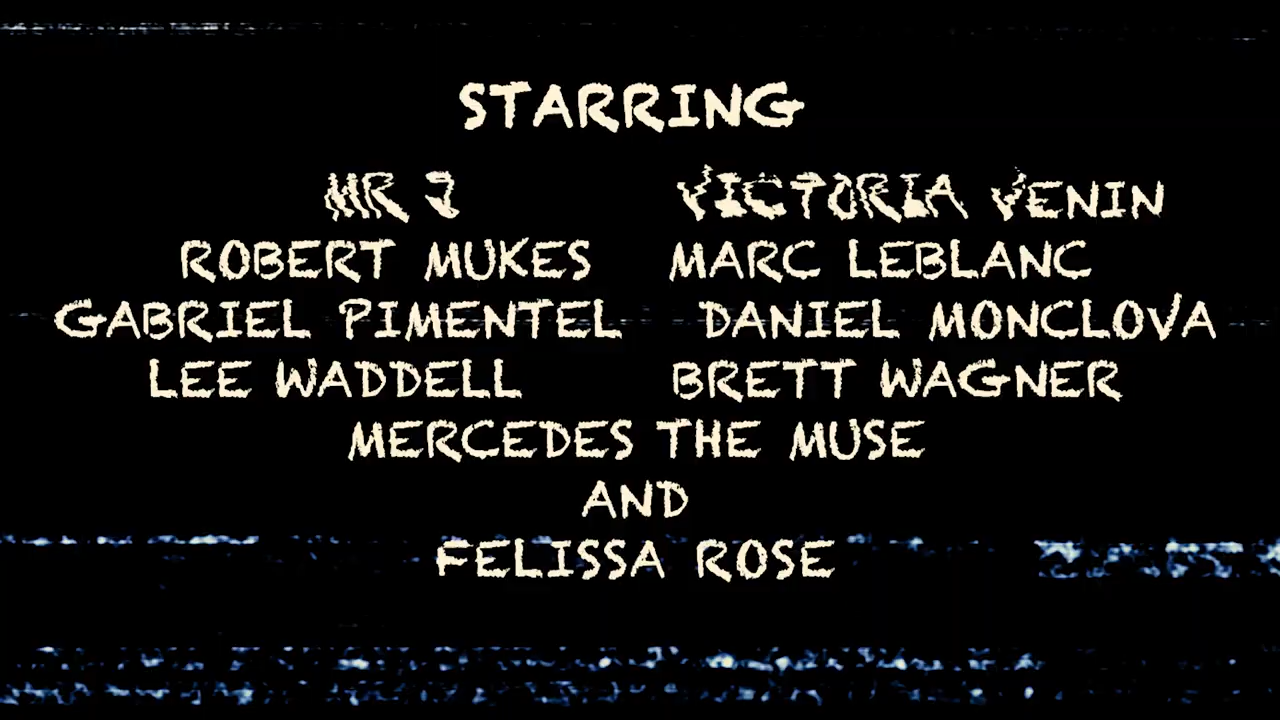 STARRING
MR J VICTORIA VENIN
ROBERT MUKES MARC LEBLANC
GABRIEL PIMENTEL DANIEL MONCLOVA
LEE WADDELL BRETT WAGNER
MERCEDES THE MUSE
AND
FELISSA ROSE